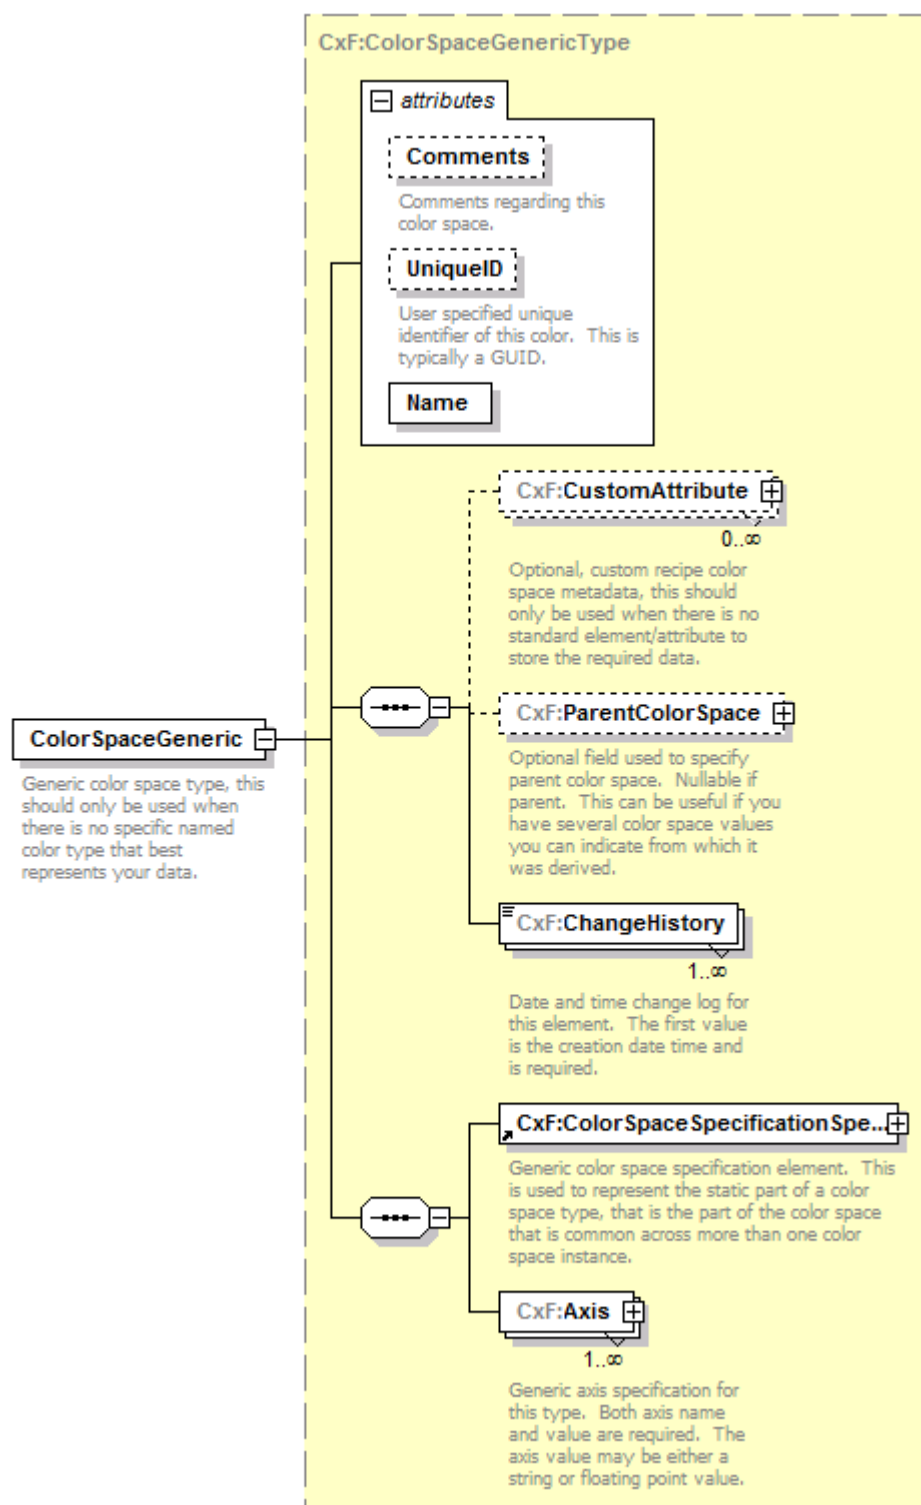 CxF:ColorSpaceGenericType
attributes
Comments
Comments regarding this
color space.
UniqueID
User specified unique
identifier of this color.  This is
typically a GUID.
Name
CxF:CustomAttribute
0..∞
Optional, custom recipe color
space metadata, this should
only be used when there is no
standard element/attribute to
store the required data.
ColorSpaceGeneric
Generic color space type, this
should only be used when
there is no specific named
color type that best
represents your data.
CxF:ParentColorSpace
Optional field used to specify
parent color space.  Nullable if
parent.  This can be useful if you
have several color space values
you can indicate from which it
was derived.
CxF:ChangeHistory
1..∞
Date and time change log for
this element.  The first value
is the creation date time and
is required.
CxF:ColorSpaceSpecificationSpe...
Generic color space specification element.  This
is used to represent the static part of a color
space type, that is the part of the color space
that is common across more than one color
space instance.
CxF:Axis
1..∞
Generic axis specification for
this type.  Both axis name
and value are required.  The
axis value may be either a
string or floating point value.